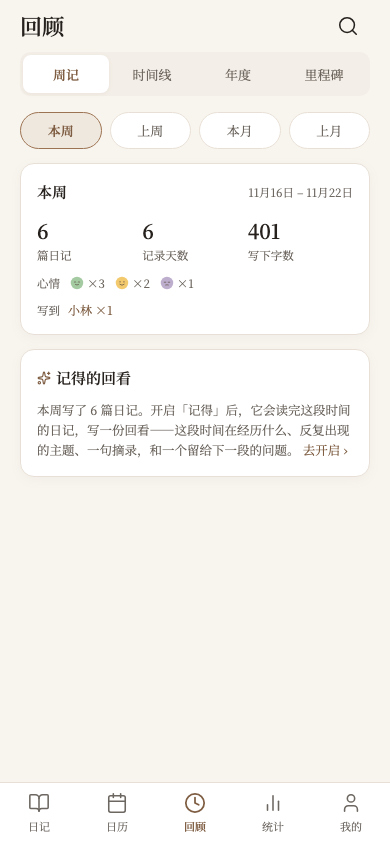 回顾
周记 时间线 年度 里程碑
本周 上周 本月 上月
本周 11月16日 – 11月22日
6 6 401
篇日记 记录天数 写下字数
心情 ×3 ×2 ×1
写到 小林 ×1
记得的回看
本周写了 6 篇日记。开启「记得」后，它会读完这段时间
的日记，写一份回看——这段时间在经历什么、反复出现
的主题、一句摘录，和一个留给下一段的问题。 去开启 ›
日记 日历 回顾 统计 我的